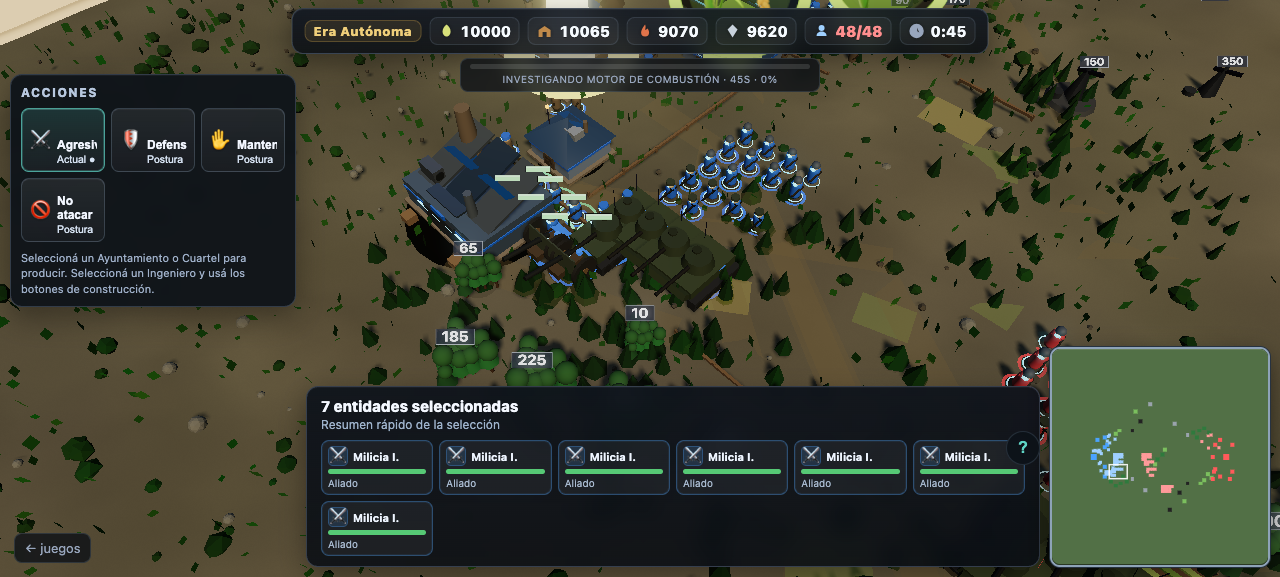 Era Autónoma
10000
10065
9070
9620
48/48
0:45
INVESTIGANDO MOTOR DE COMBUSTIÓN · 45S · 0%
ACCIONES
Agresiv
Actual ●
Defens
Postura
Manten
Postura
No atacar
Postura
Seleccioná un Ayuntamiento o Cuartel para
producir. Seleccioná un Ingeniero y usá los
botones de construcción.
160
350
65
10
185
225
7 entidades seleccionadas
Resumen rápido de la selección
?
Milicia I.
Aliado
Milicia I.
Aliado
Milicia I.
Aliado
Milicia I.
Aliado
Milicia I.
Aliado
Milicia I.
Aliado
Milicia I.
Aliado
← juegos